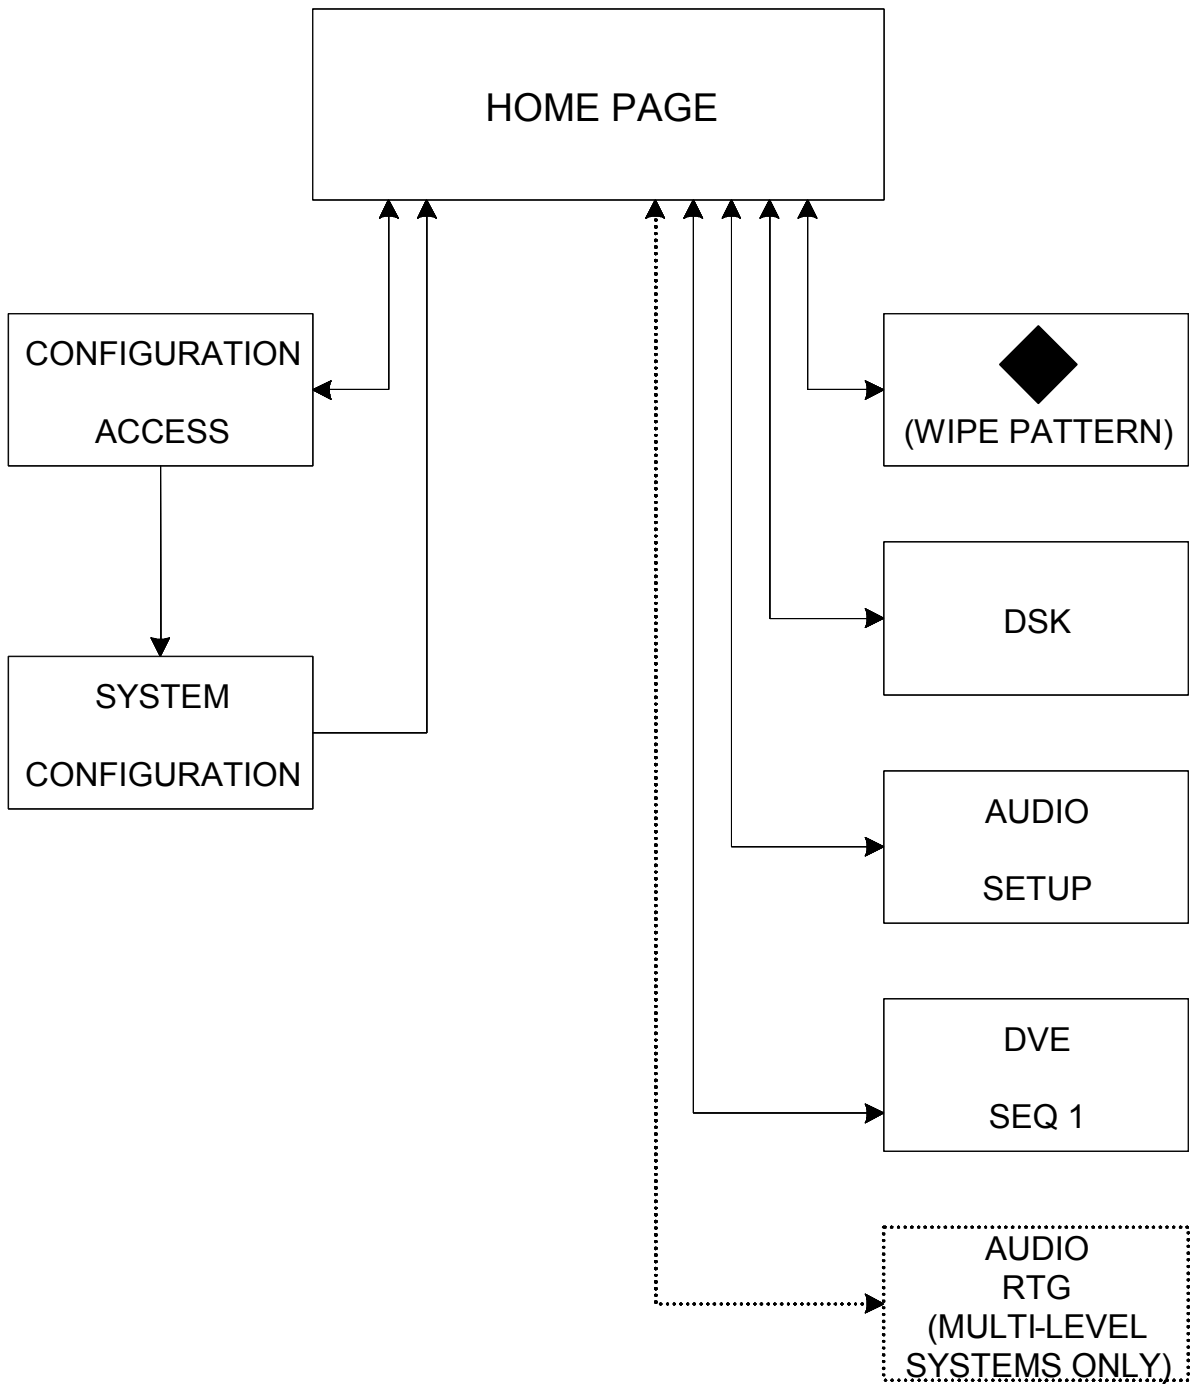 HOME PAGE
CONFIGURATION
ACCESS
(WIPE PATTERN)
DSK
SYSTEM
CONFIGURATION
AUDIO
SETUP
DVE
SEQ 1
AUDIO
RTG
(MULTI-LEVEL
SYSTEMS ONLY)